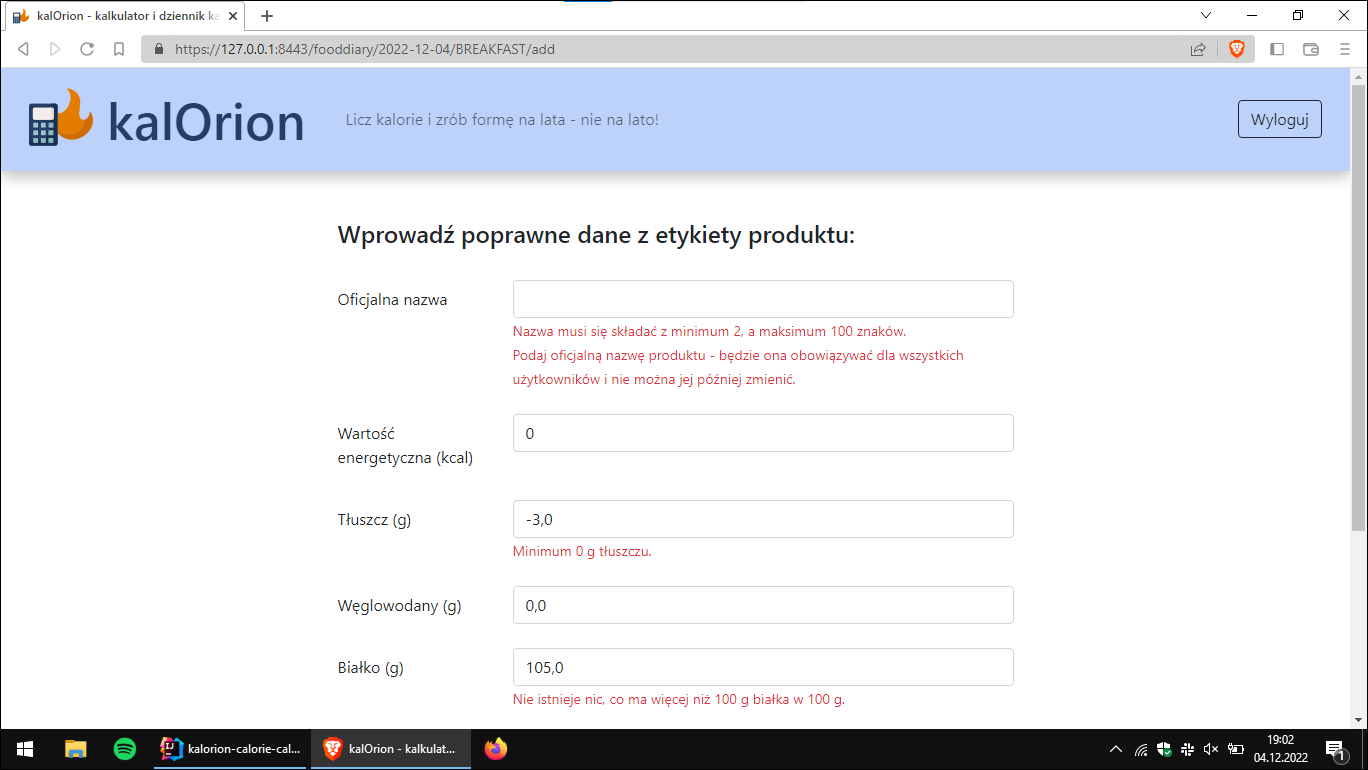 kalOrion - kalkulator i dziennik ka
https://127.0.0.1:8443/fooddiary/2022-12-04/BREAKFAST/add
kalOrion
Licz kalorie i zrób formę na lata - nie na lato!
Wyloguj
Wprowadź poprawne dane z etykiety produktu:
Oficjalna nazwa
Nazwa musi się składać z minimum 2, a maksimum 100 znaków.
Podaj oficjalną nazwę produktu - będzie ona obowiązywać dla wszystkich
użytkowników i nie można jej później zmienić.
Wartość
energetyczna (kcal)
0
Tłuszcz (g)
-3,0
Minimum 0 g tłuszczu.
Węglowodany (g)
0,0
Białko (g)
105,0
Nie istnieje nic, co ma więcej niż 100 g białka w 100 g.
IJ
kalorion-calorie-cal...
kalOrion - kalkulat...
19:02
04.12.2022
1